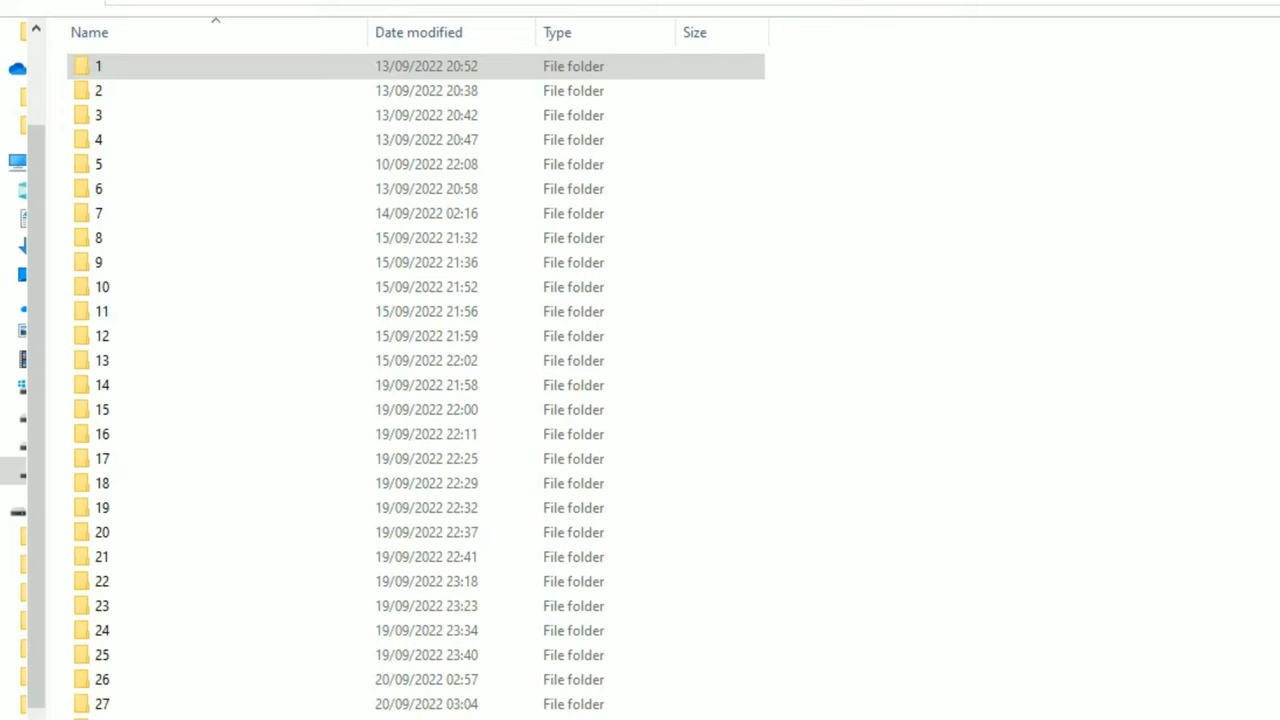 Name Date modified Type Size
1 13/09/2022 20:52 File folder
2 13/09/2022 20:38 File folder
3 13/09/2022 20:42 File folder
4 13/09/2022 20:47 File folder
5 10/09/2022 22:08 File folder
6 13/09/2022 20:58 File folder
7 14/09/2022 02:16 File folder
8 15/09/2022 21:32 File folder
9 15/09/2022 21:36 File folder
10 15/09/2022 21:52 File folder
11 15/09/2022 21:56 File folder
12 15/09/2022 21:59 File folder
13 15/09/2022 22:02 File folder
14 19/09/2022 21:58 File folder
15 19/09/2022 22:00 File folder
16 19/09/2022 22:11 File folder
17 19/09/2022 22:25 File folder
18 19/09/2022 22:29 File folder
19 19/09/2022 22:32 File folder
20 19/09/2022 22:37 File folder
21 19/09/2022 22:41 File folder
22 19/09/2022 23:18 File folder
23 19/09/2022 23:23 File folder
24 19/09/2022 23:34 File folder
25 19/09/2022 23:40 File folder
26 20/09/2022 02:57 File folder
27 20/09/2022 03:04 File folder